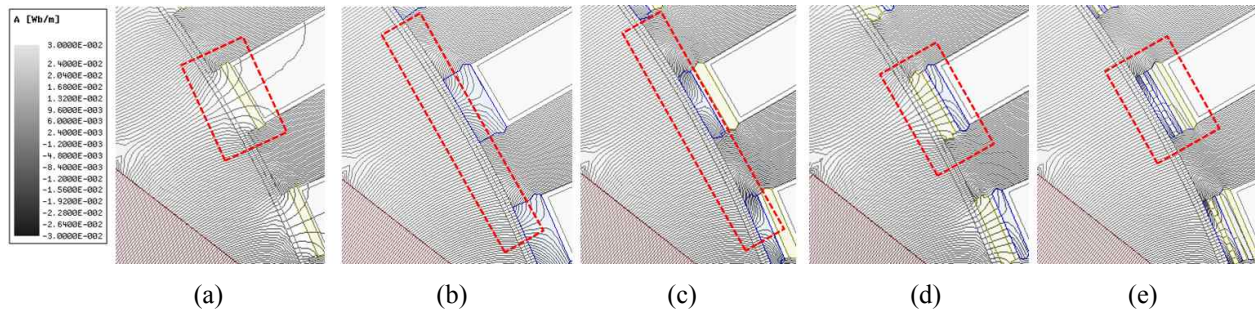 A [Wb/m]
3.0000E-002
2.4000E-002
2.0400E-002
1.6800E-002
1.3200E-002
9.6000E-003
6.0000E-003
2.4000E-003
-1.2000E-003
-4.8000E-003
-8.4000E-003
-1.2000E-002
-1.5600E-002
-1.9200E-002
-2.2800E-002
-2.6400E-002
-3.0000E-002
(a) (b) (c) (d) (e)